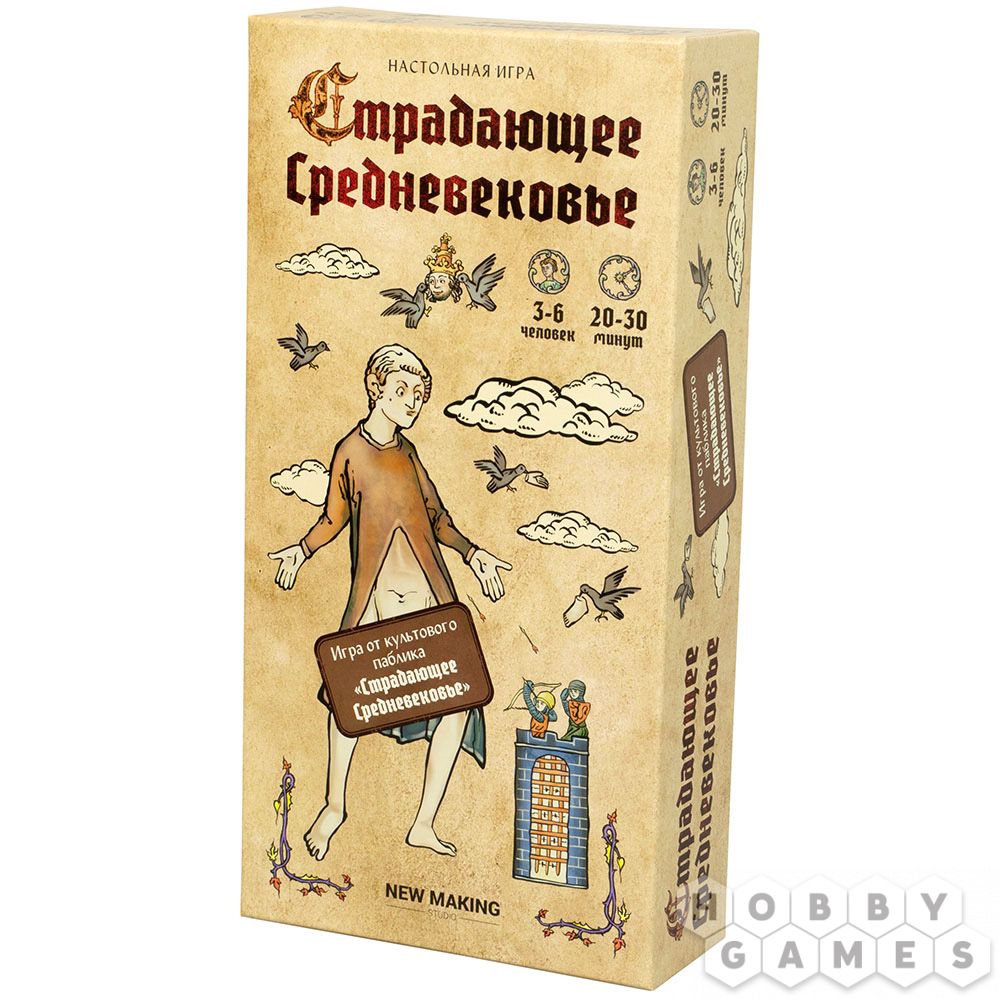 НАСТОЛЬНАЯ ИГРА
Страдающее
Средневековье
3-6
человек
20-30
минут
Игра от культового
паблика
«Страдающее
Средневековье»
NEW MAKING
STUDIO
20-30
минут
3-6
человек
Игра от культового
паблика
«Страдающее
Средневековье»
Страдающее
Средневековье
HOBBY
GAMES